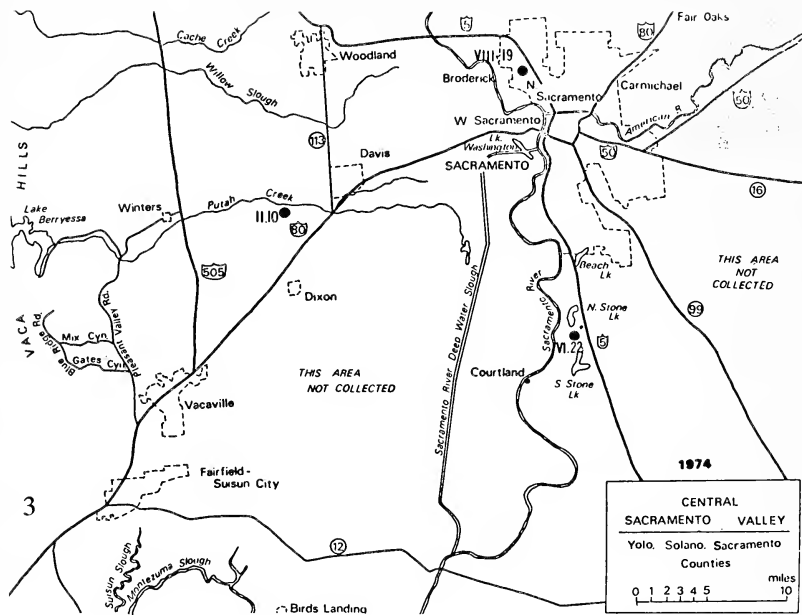 Fair Oaks
5
80
Cache Creek
Woodland
VIII-19
Broderick
N
Sacramento
Carmichael
Willow Slough
W Sacramento
American R.
50
Lk. Washington
113
Davis
SACRAMENTO
50
16
HILLS
Lake Berryessa
Winters
Putah Creek
II.10
80
505
Dixon
Beach Lk
THIS AREA
NOT
COLLECTED
VACA
Blue Ridge Rd.
Mix Cyn.
Gates Cyn.
Pleasant Valley Rd.
Sacramento River Deep Water Slough
Sacramento River
N. Stone
Lk
VI.22
5
99
S Stone
Lk
Courtland
THIS AREA
NOT COLLECTED
Vacaville
Fairfield-
Suisun City
3
12
Suisun Slough
Montezuma Slough
Birds Landing
1974
CENTRAL
SACRAMENTO VALLEY
Yolo, Solano, Sacramento
Counties
miles
0 1 2 3 4 5 10